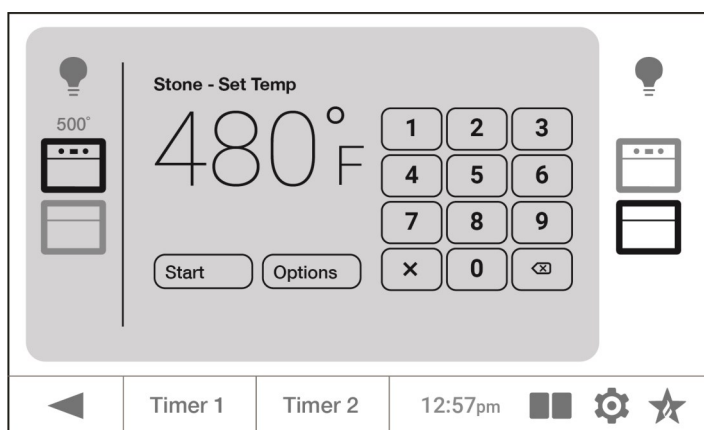 Stone - Set Temp
500°
480°F
1 2 3
4 5 6
7 8 9
× 0 ⌫
Start Options
Timer 1 Timer 2 12:57pm